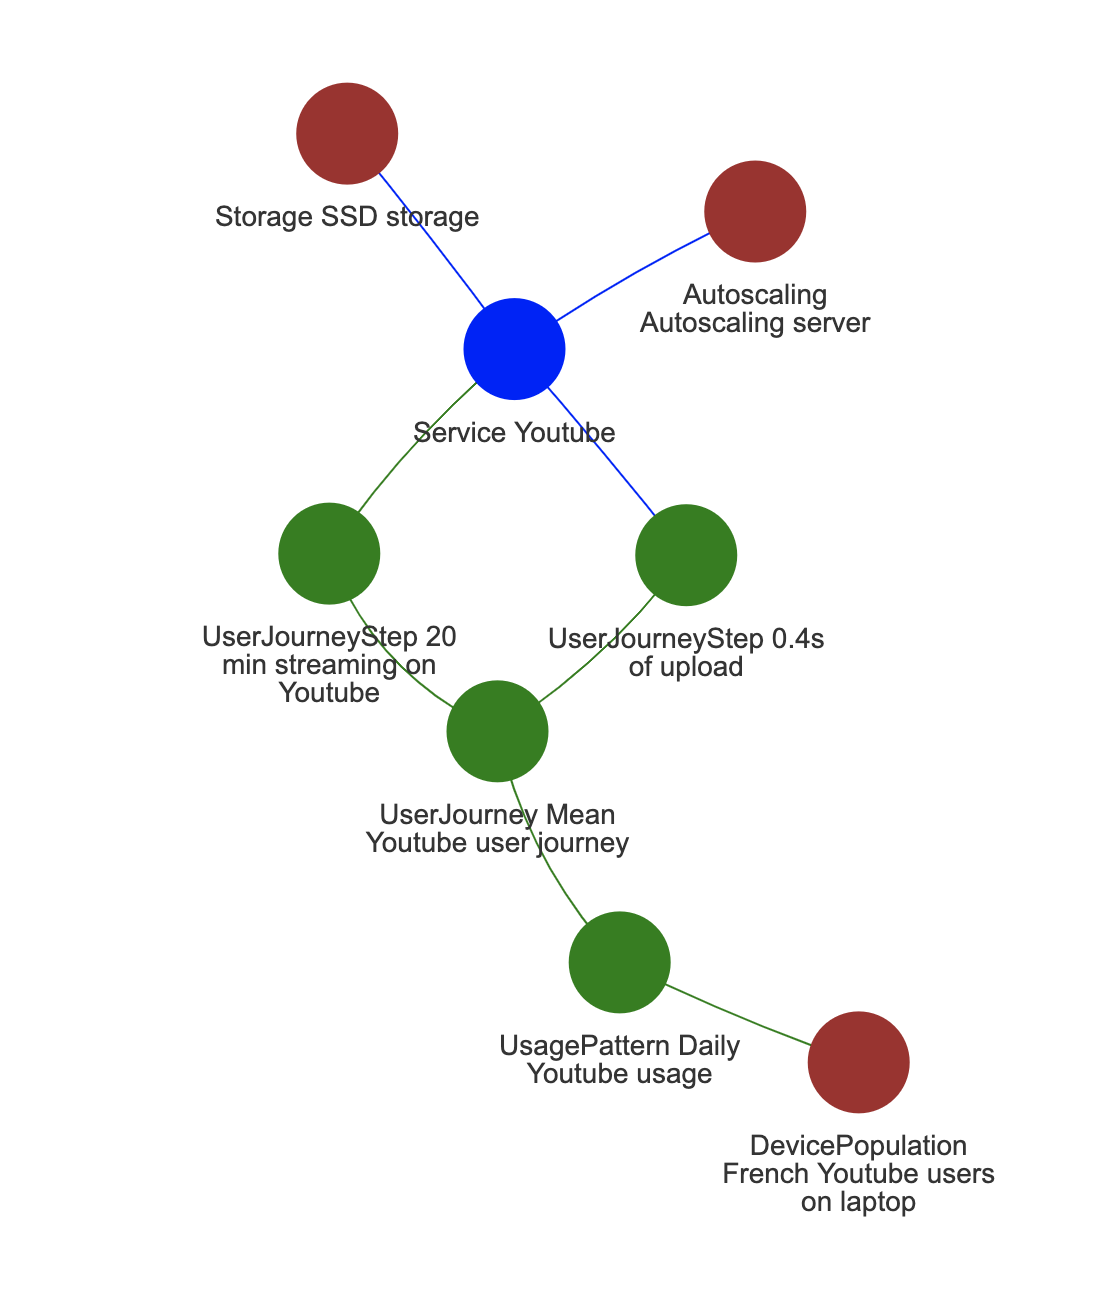 Storage SSD storage
Autoscaling
Autoscaling server
Service Youtube
UserJourneyStep 20
min streaming on
Youtube
UserJourneyStep 0.4s
of upload
UserJourney Mean
Youtube user journey
UsagePattern Daily
Youtube usage
DevicePopulation
French Youtube users
on laptop